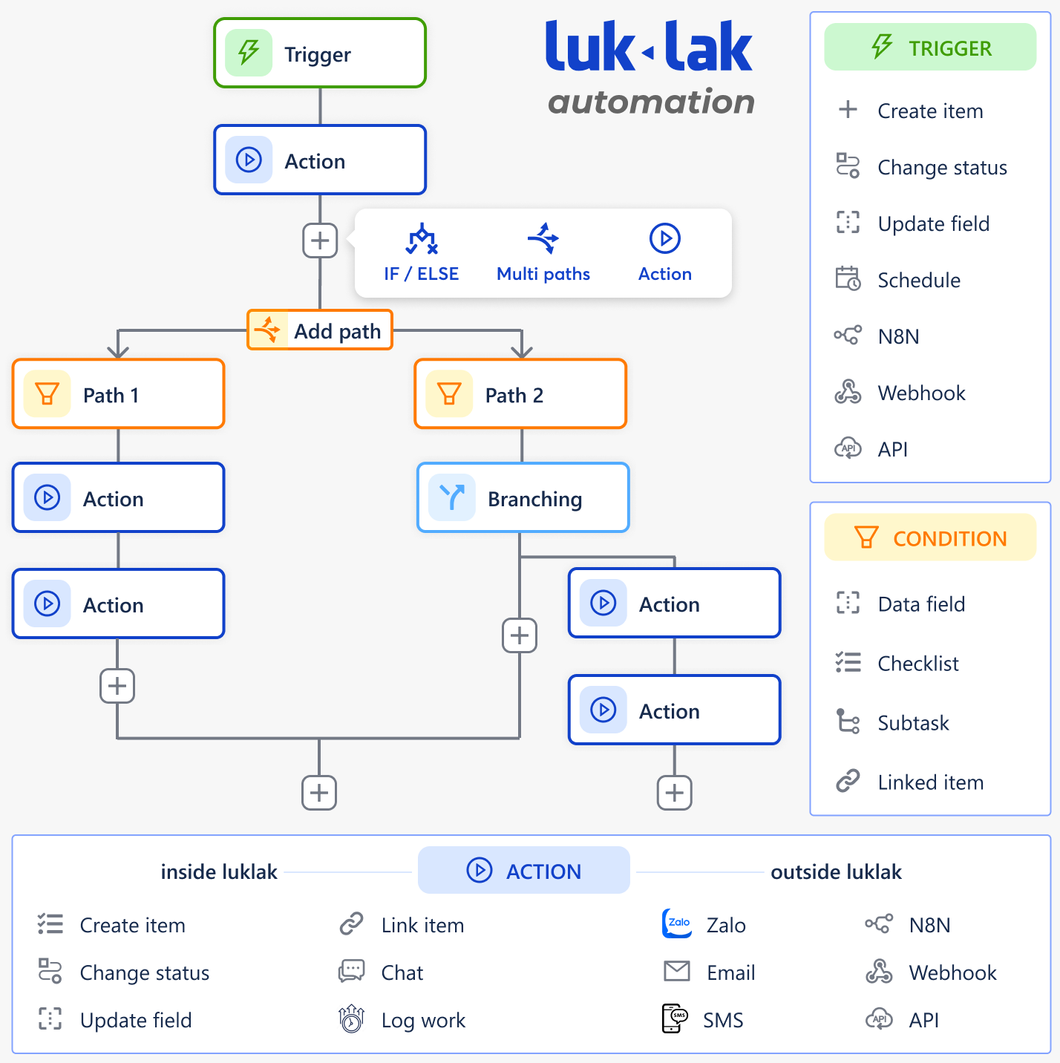 luk lak
automation
Trigger
Action
IF / ELSE
Multi paths
Action
Add path
Path 1
Path 2
Action
Branching
Action
Action
Action
TRIGGER
Create item
Change status
Update field
Schedule
N8N
Webhook
API
API
CONDITION
Data field
Checklist
Subtask
Linked item
inside luklak
ACTION
outside luklak
Create item
Link item
Zalo
Zalo
N8N
Change status
Chat
Email
Webhook
Update field
Log work
SMS
SMS
API
API